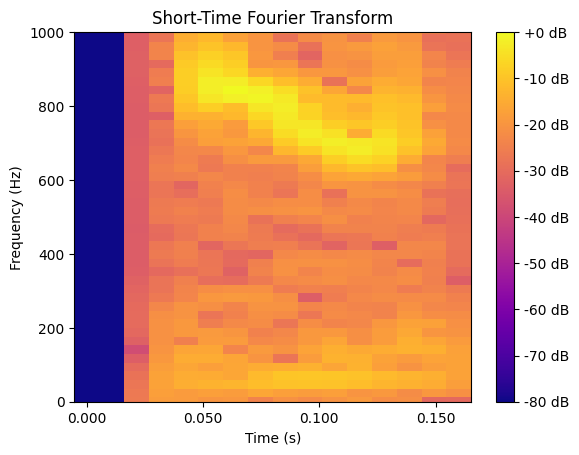 Short-Time Fourier Transform
1000
800
600
400
200
0
Frequency (Hz)
0.000
0.050
0.100
0.150
Time (s)
+0 dB
-10 dB
-20 dB
-30 dB
-40 dB
-50 dB
-60 dB
-70 dB
-80 dB